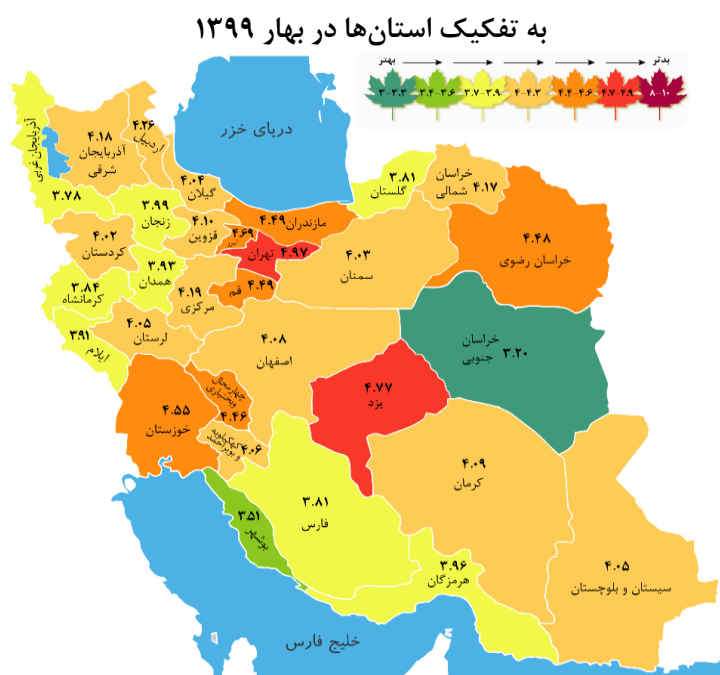 به تفکیک استان‌ها در بهار ۱۳۹۹
بهتر
بدتر
۳-۳.۳
۳.۴-۳.۶
۳.۷-۳.۹
۴-۴.۳
۴.۴-۴.۶
۴.۷-۴.۹
۸-۱۰
دریای خزر
آذربایجان غربی
۳.۷۸
۴.۱۸
آذربایجان
شرقی
۴.۲۶
اردبیل
۴.۰۴
گیلان
۳.۸۱
گلستان
خراسان
شمالی
۴.۱۷
۳.۹۹
زنجان
۴.۱۰
قزوین
۴.۶۹
البرز
۴.۴۹
مازندران
۴.۹۷
تهران
۴.۰۳
سمنان
۴.۴۸
خراسان رضوی
۴.۰۲
کردستان
۳.۹۳
همدان
۴.۱۹
مرکزی
۴.۴۹
قم
۳.۸۴
کرمانشاه
۳.۹۱
ایلام
۴.۰۵
لرستان
۴.۰۸
اصفهان
خراسان
جنوبی
۳.۲۰
۴.۵۵
خوزستان
چهارمحال
وبختیاری
۴.۴۶
۴.۷۷
یزد
کهگیلویه
و بویراحمد
۴.۰۶
۴.۰۹
کرمان
۳.۵۱
بوشهر
۳.۸۱
فارس
۳.۹۶
هرمزگان
۴.۰۵
سیستان و بلوچستان
خلیج فارس